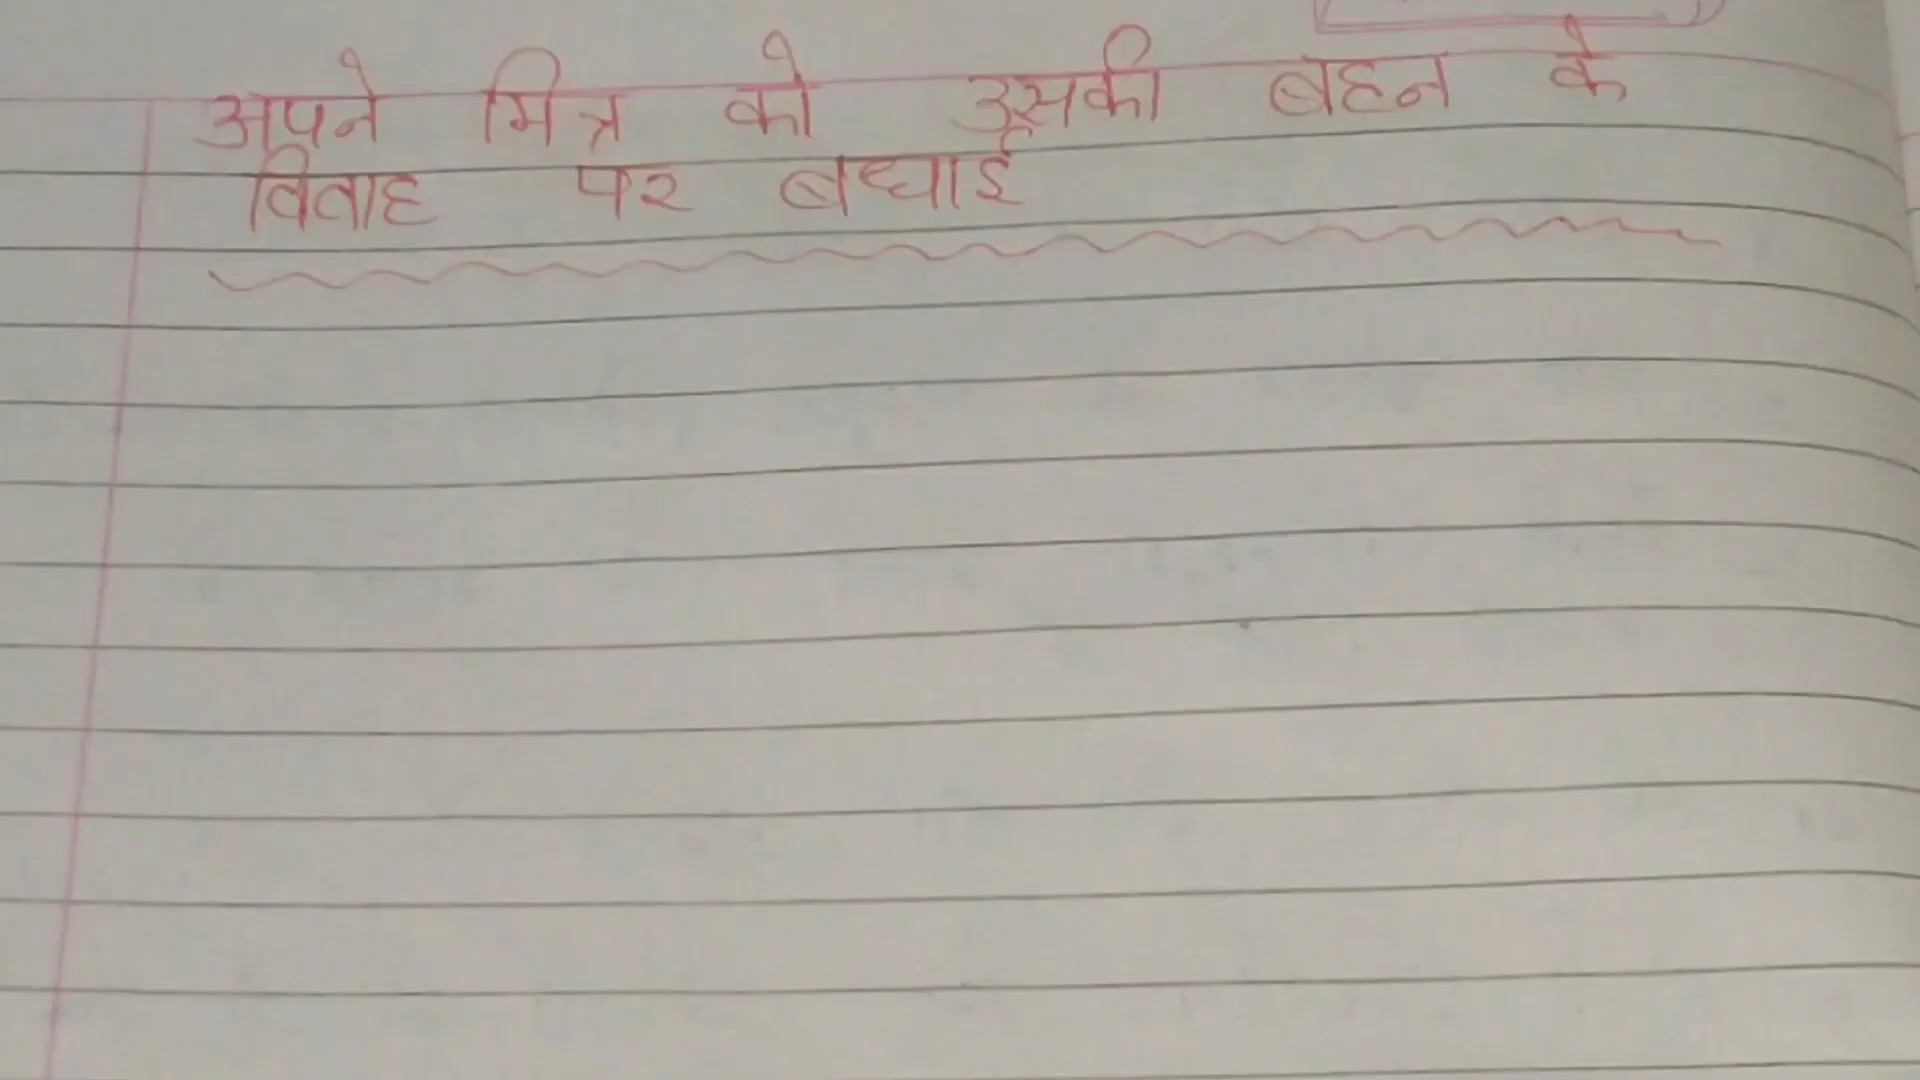 अपने मित्र को उसकी बहन के
विवाह पर बधाई